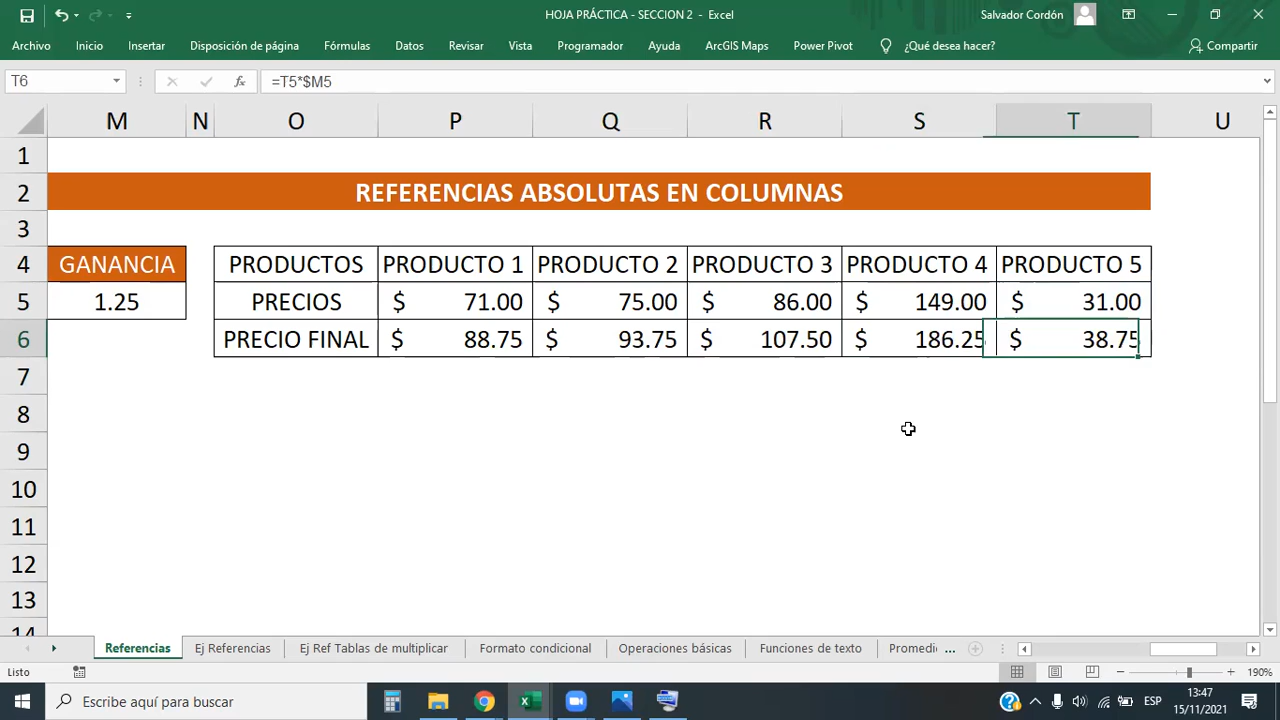 HOJA PRÁCTICA - SECCION 2 - Excel
Salvador Cordón
Archivo Inicio Insertar Disposición de página Fórmulas Datos Revisar Vista Programador Ayuda ArcGIS Maps Power Pivot ¿Qué desea hacer? Compartir
T6 fx =T5*$M5
M N O P Q R S T U
1
2 REFERENCIAS ABSOLUTAS EN COLUMNAS
3
4 GANANCIA PRODUCTOS PRODUCTO 1 PRODUCTO 2 PRODUCTO 3 PRODUCTO 4 PRODUCTO 5
5 1.25 PRECIOS $ 71.00 $ 75.00 $ 86.00 $ 149.00 $ 31.00
6 PRECIO FINAL $ 88.75 $ 93.75 $ 107.50 $ 186.25 $ 38.75
7
8
9
10
11
12
13
14
Referencias Ej Referencias Ej Ref Tablas de multiplicar Formato condicional Operaciones básicas Funciones de texto Promedi ...
Listo 190%
Escribe aquí para buscar ESP 13:47
15/11/2021